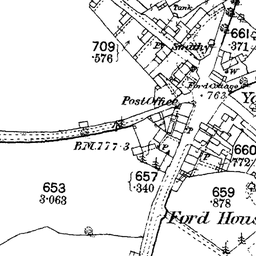 Tank
661
.371
709
.576
P
Smithy
W
Ford Cottage
.763
Post Office
Yo
P
B.M.777.3
P
P
660
.772
657
.340
653
3.063
659
.878
Ford Hous